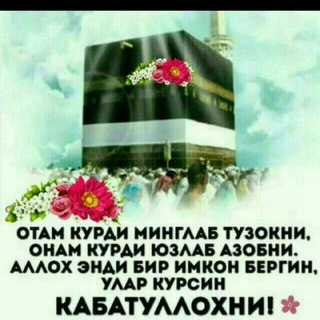 ОТАМ КУРДИ МИНГЛАБ ТУЗОКНИ,
ОНАМ КУРДИ ЮЗЛАБ АЗОБНИ.
АЛЛОХ ЭНДИ БИР ИМКОН БЕРГИН,
УЛАР КУРСИН
КАБАТУЛЛОХНИ!